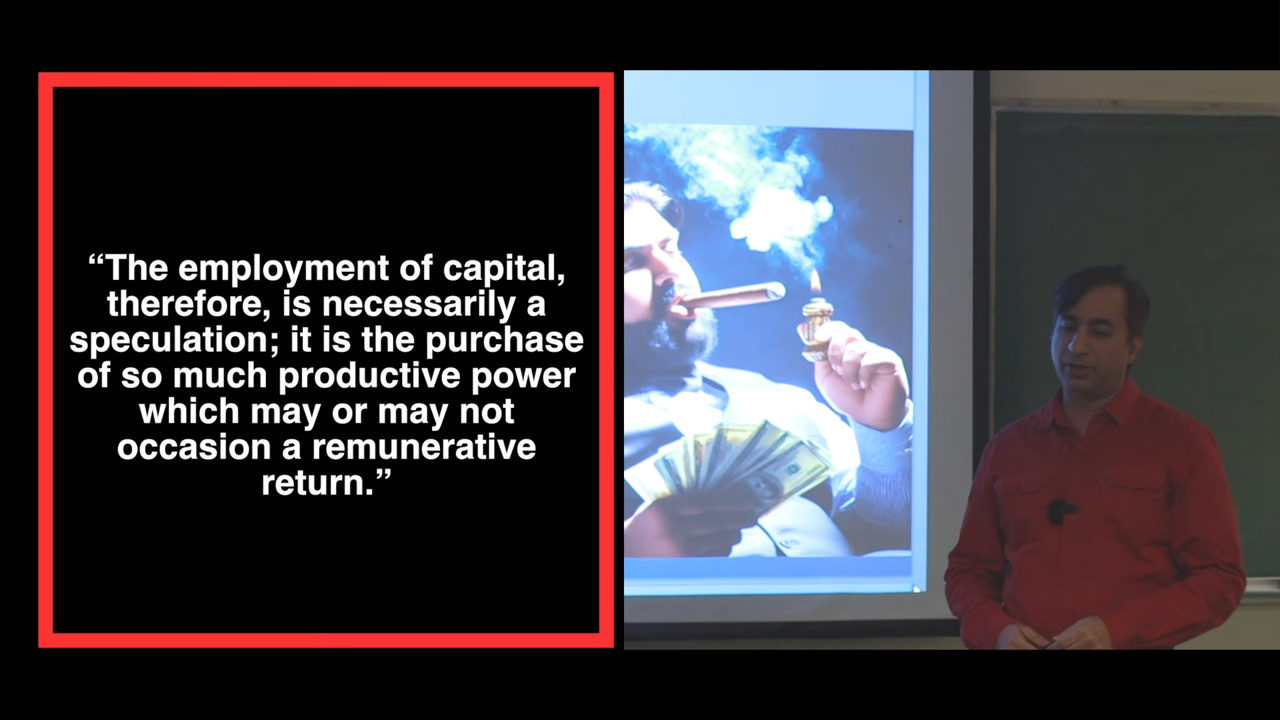 “The employment of capital,
therefore, is necessarily a
speculation; it is the purchase
of so much productive power
which may or may not
occasion a remunerative
return.”